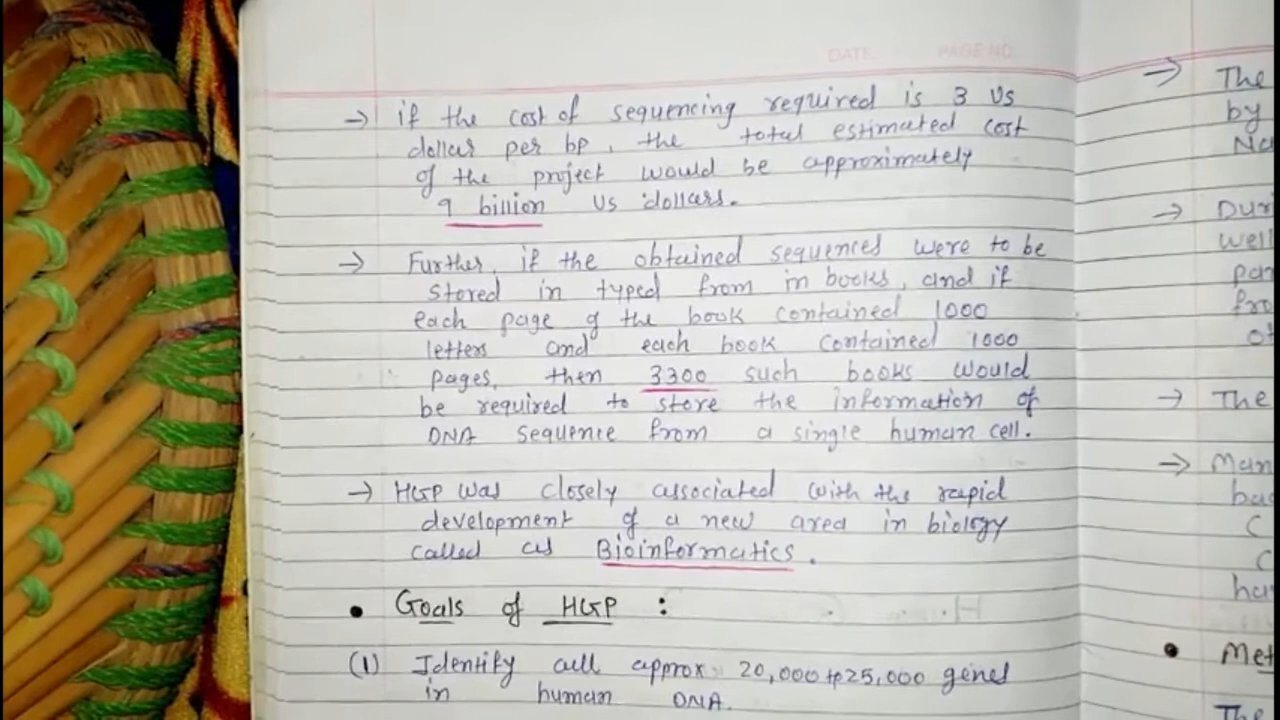 DATE PAGE NO.
→ if the cost of sequencing required is 3 US
dollar per bp, the total estimated cost
of the project would be approximately
9 billion US dollars.
→ Further, if the obtained sequences were to be
stored in typed from in books, and if
each page of the book contained 1000
letters and each book contained 1000
pages, then 3300 such books would
be required to store the information of
DNA sequence from a single human cell.
→ HGP was closely associated with the rapid
development of a new area in biology
called as Bioinformatics.
• Goals of HGP :
(1) Identify all approx 20,000 to 25,000 genes
in human DNA.
→ The
by
→
well
→ The
→
•
The